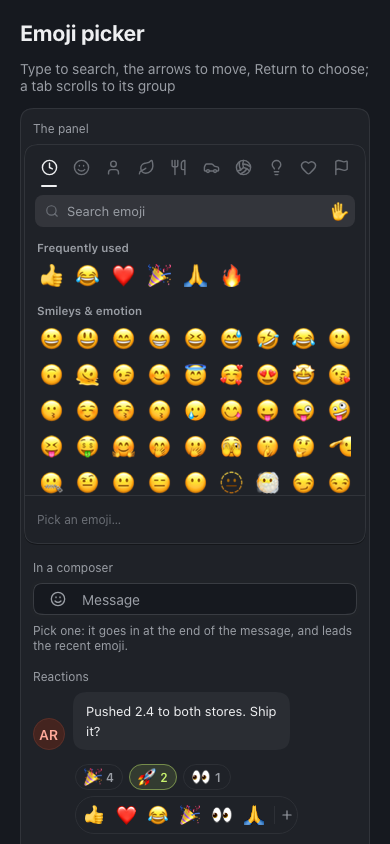 Emoji picker
Type to search, the arrows to move, Return to choose;
a tab scrolls to its group
The panel
Search emoji
Frequently used
Smileys & emotion
Pick an emoji...
In a composer
Message
Pick one: it goes in at the end of the message, and leads
the recent emoji.
Reactions
Pushed 2.4 to both stores. Ship
it?
AR
4
2
1